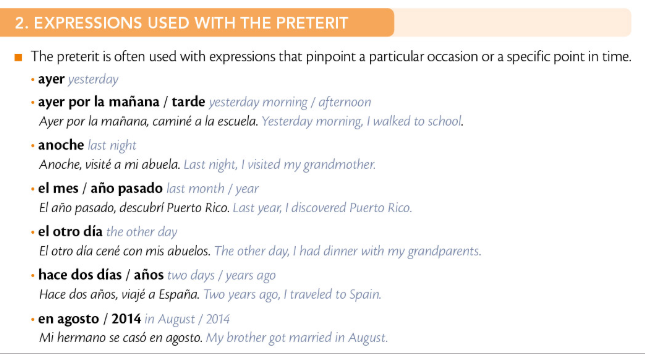 2. EXPRESSIONS USED WITH THE PRETERIT
The preterit is often used with expressions that pinpoint a particular occasion or a specific point in time.
• ayer yesterday
• ayer por la mañana / tarde yesterday morning / afternoon
Ayer por la mañana, caminé a la escuela. Yesterday morning, I walked to school.
• anoche last night
Anoche, visité a mi abuela. Last night, I visited my grandmother.
• el mes / año pasado last month / year
El año pasado, descubrí Puerto Rico. Last year, I discovered Puerto Rico.
• el otro día the other day
El otro día cené con mis abuelos. The other day, I had dinner with my grandparents.
• hace dos días / años two days / years ago
Hace dos años, viajé a España. Two years ago, I traveled to Spain.
• en agosto / 2014 in August / 2014
Mi hermano se casó en agosto. My brother got married in August.